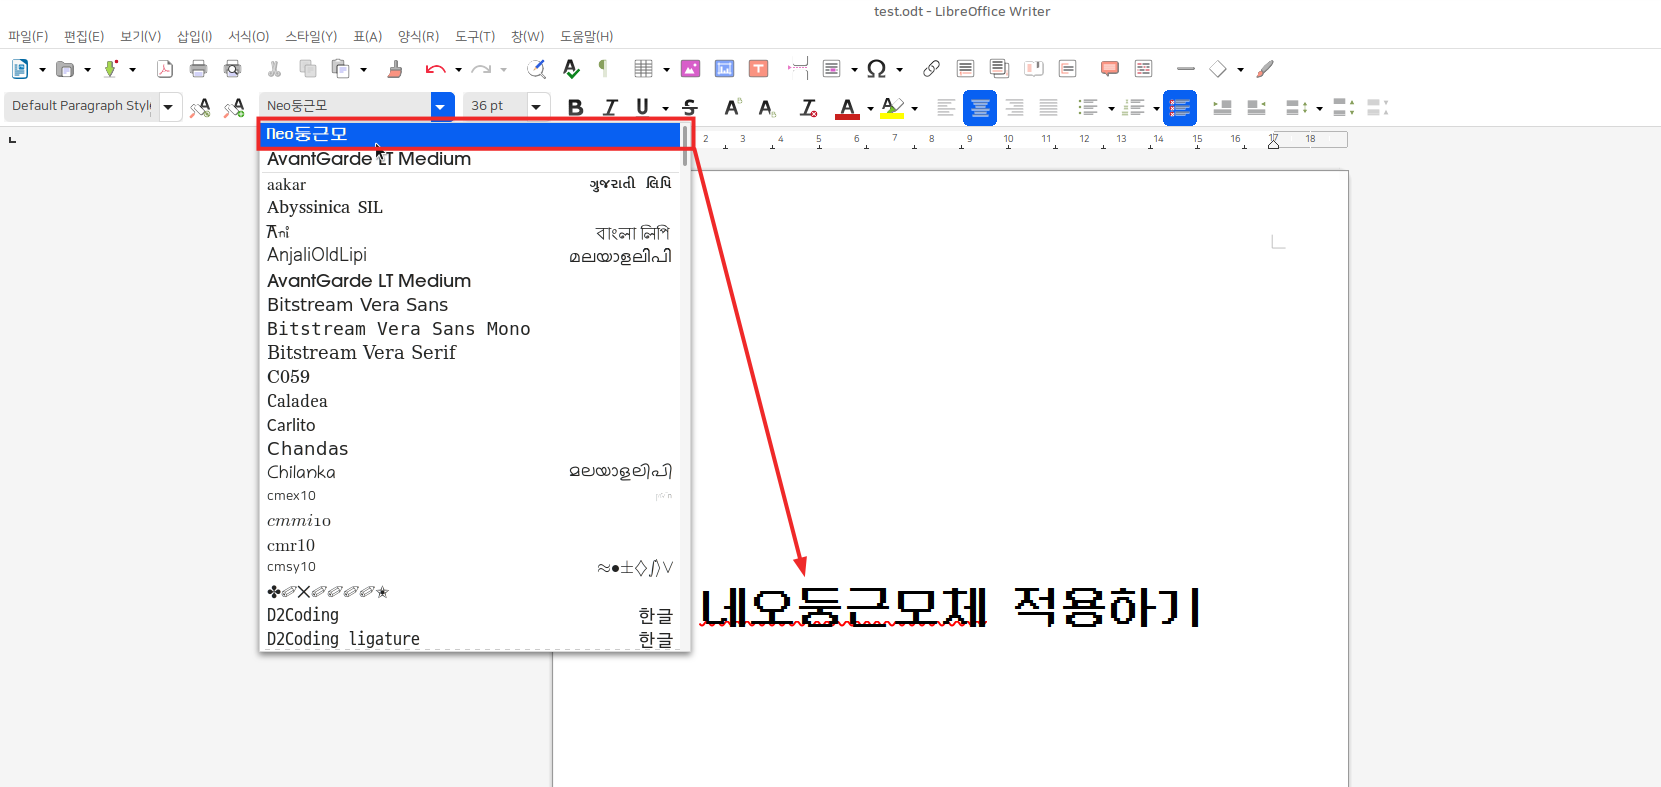 test.odt - LibreOffice Writer
파일(F) 편집(E) 보기(V) 삽입(I) 서식(O) 스타일(Y) 표(A) 양식(R) 도구(T) 창(W) 도움말(H)
Default Paragraph Styl
Neo둥근모
36 pt
Neo둥근모
AvantGarde LT Medium
2 3 4 5 6 7 8 9 10 11 12 13 14 15 16 17 18
aakar ગુજરાતી લિપિ
Abyssinica SIL
Ani বাংলা লিপি
AnjaliOldLipi മലയാളലിപി
AvantGarde LT Medium
Bitstream Vera Sans
Bitstream Vera Sans Mono
Bitstream Vera Serif
C059
Caladea
Carlito
Chandas
Chilanka മലയാളലിപി
cmex10
cmmi10
cmr10
cmsy10 ≈●±◊∫⟩∨
D2Coding 한글
D2Coding ligature 한글
네오둥근모체 적용하기